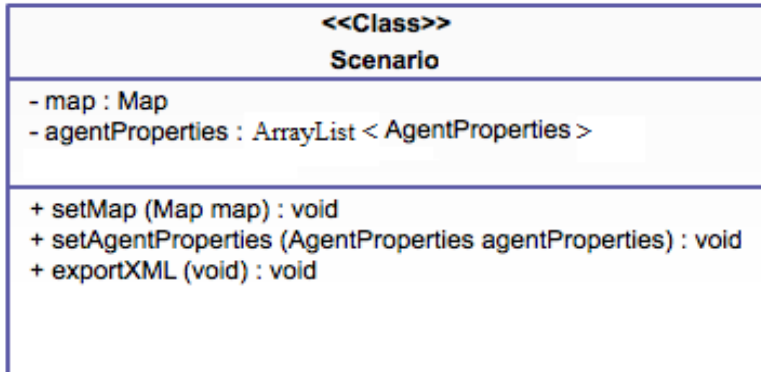 <<Class>>
Scenario
- map : Map
- agentProperties : ArrayList < AgentProperties >
+ setMap (Map map) : void
+ setAgentProperties (AgentProperties agentProperties) : void
+ exportXML (void) : void